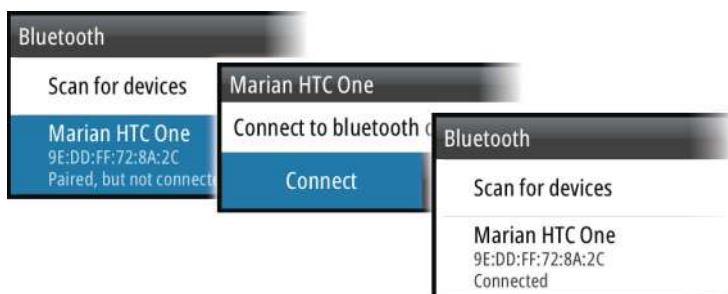 Bluetooth
Scan for devices
Marian HTC One
9E:DD:FF:72:8A:2C
Paired, but not
Marian HTC One
Connect to bluetooth
Connect
Bluetooth
Scan for devices
Marian HTC One
9E:DD:FF:72:8A:2C
Connected